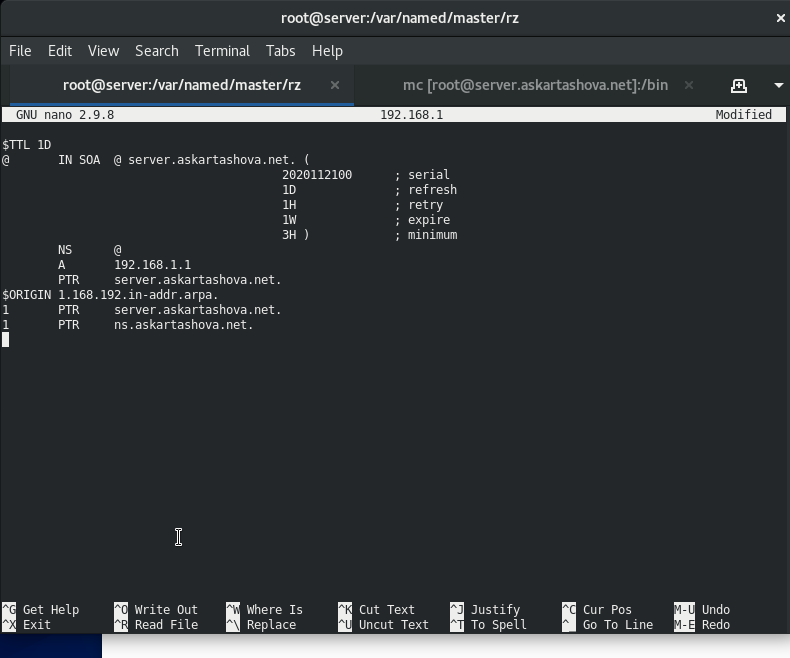 root@server:/var/named/master/rz ×
File Edit View Search Terminal Tabs Help
root@server:/var/named/master/rz × mc [root@server.askartashova.net]:/bin ×
GNU nano 2.9.8 192.168.1 Modified
$TTL 1D
@ IN SOA @ server.askartashova.net. (
2020112100 ; serial
1D ; refresh
1H ; retry
1W ; expire
3H ) ; minimum
NS @
A 192.168.1.1
PTR server.askartashova.net.
$ORIGIN 1.168.192.in-addr.arpa.
1 PTR server.askartashova.net.
1 PTR ns.askartashova.net.
^G Get Help ^O Write Out ^W Where Is ^K Cut Text ^J Justify ^C Cur Pos M-U Undo
^X Exit ^R Read File ^\ Replace ^U Uncut Text ^T To Spell ^_ Go To Line M-E Redo